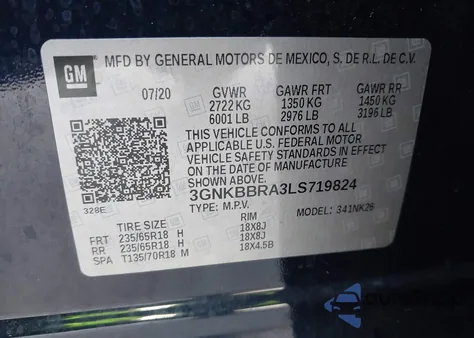 GM
MFD BY GENERAL MOTORS DE MEXICO, S. DE R.L. DE C.V.
07/20 GVWR GAWR FRT GAWR RR
2722 KG 1350 KG 1450 KG
6001 LB 2976 LB 3196 LB
THIS VEHICLE CONFORMS TO ALL
APPLICABLE U.S. FEDERAL MOTOR
VEHICLE SAFETY STANDARDS IN EFFECT
ON THE DATE OF MANUFACTURE
SHOWN ABOVE.
3GNKBBRA3LS719824
328E
TYPE: M.P.V. MODEL: 341NK26
TIRE SIZE RIM
FRT 235/65R18 H 18X8J
RR 235/65R18 H 18X8J
SPA T135/70R18 M 18X4.5B